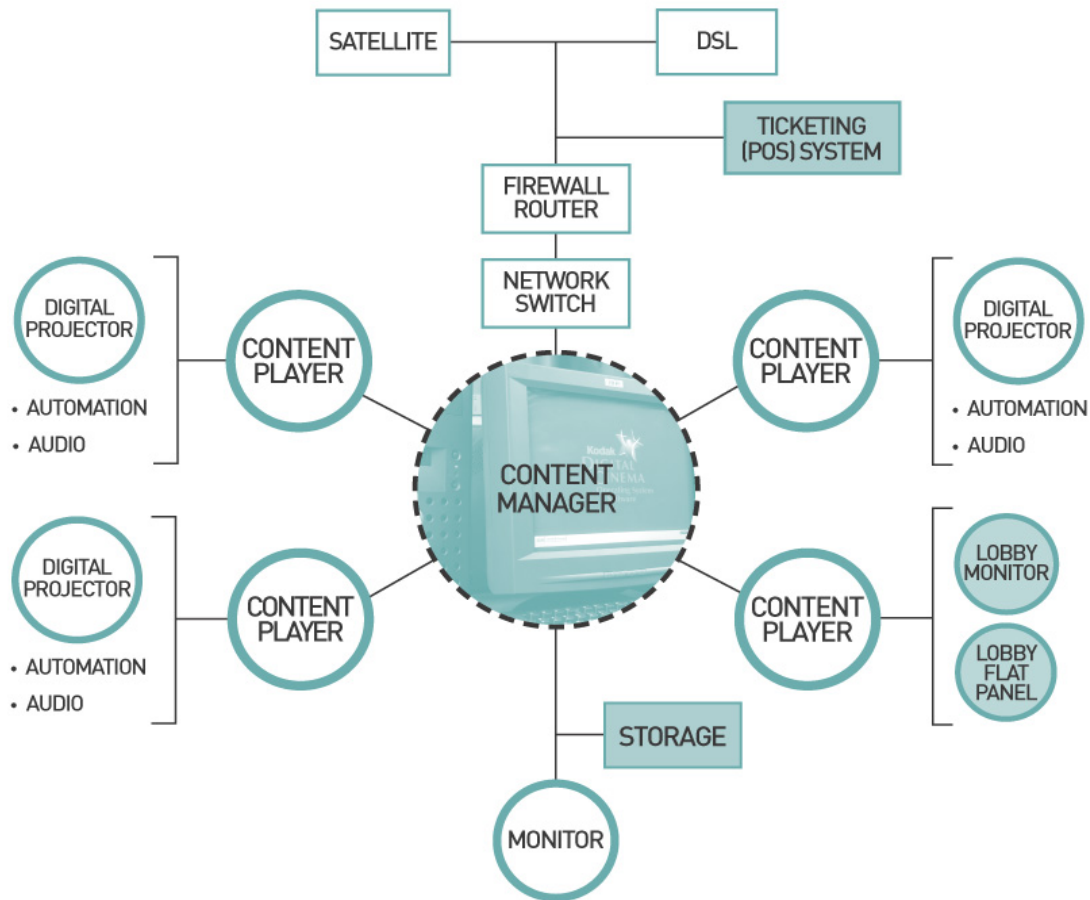 SATELLITE
DSL
TICKETING
(POS) SYSTEM
FIREWALL
ROUTER
NETWORK
SWITCH
DIGITAL
PROJECTOR
• AUTOMATION
• AUDIO
CONTENT
PLAYER
CONTENT
PLAYER
DIGITAL
PROJECTOR
• AUTOMATION
• AUDIO
Kodak
DIGITAL
CINEMA
CONTENT
MANAGER
DIGITAL
PROJECTOR
• AUTOMATION
• AUDIO
CONTENT
PLAYER
CONTENT
PLAYER
LOBBY
MONITOR
LOBBY
FLAT
PANEL
STORAGE
MONITOR